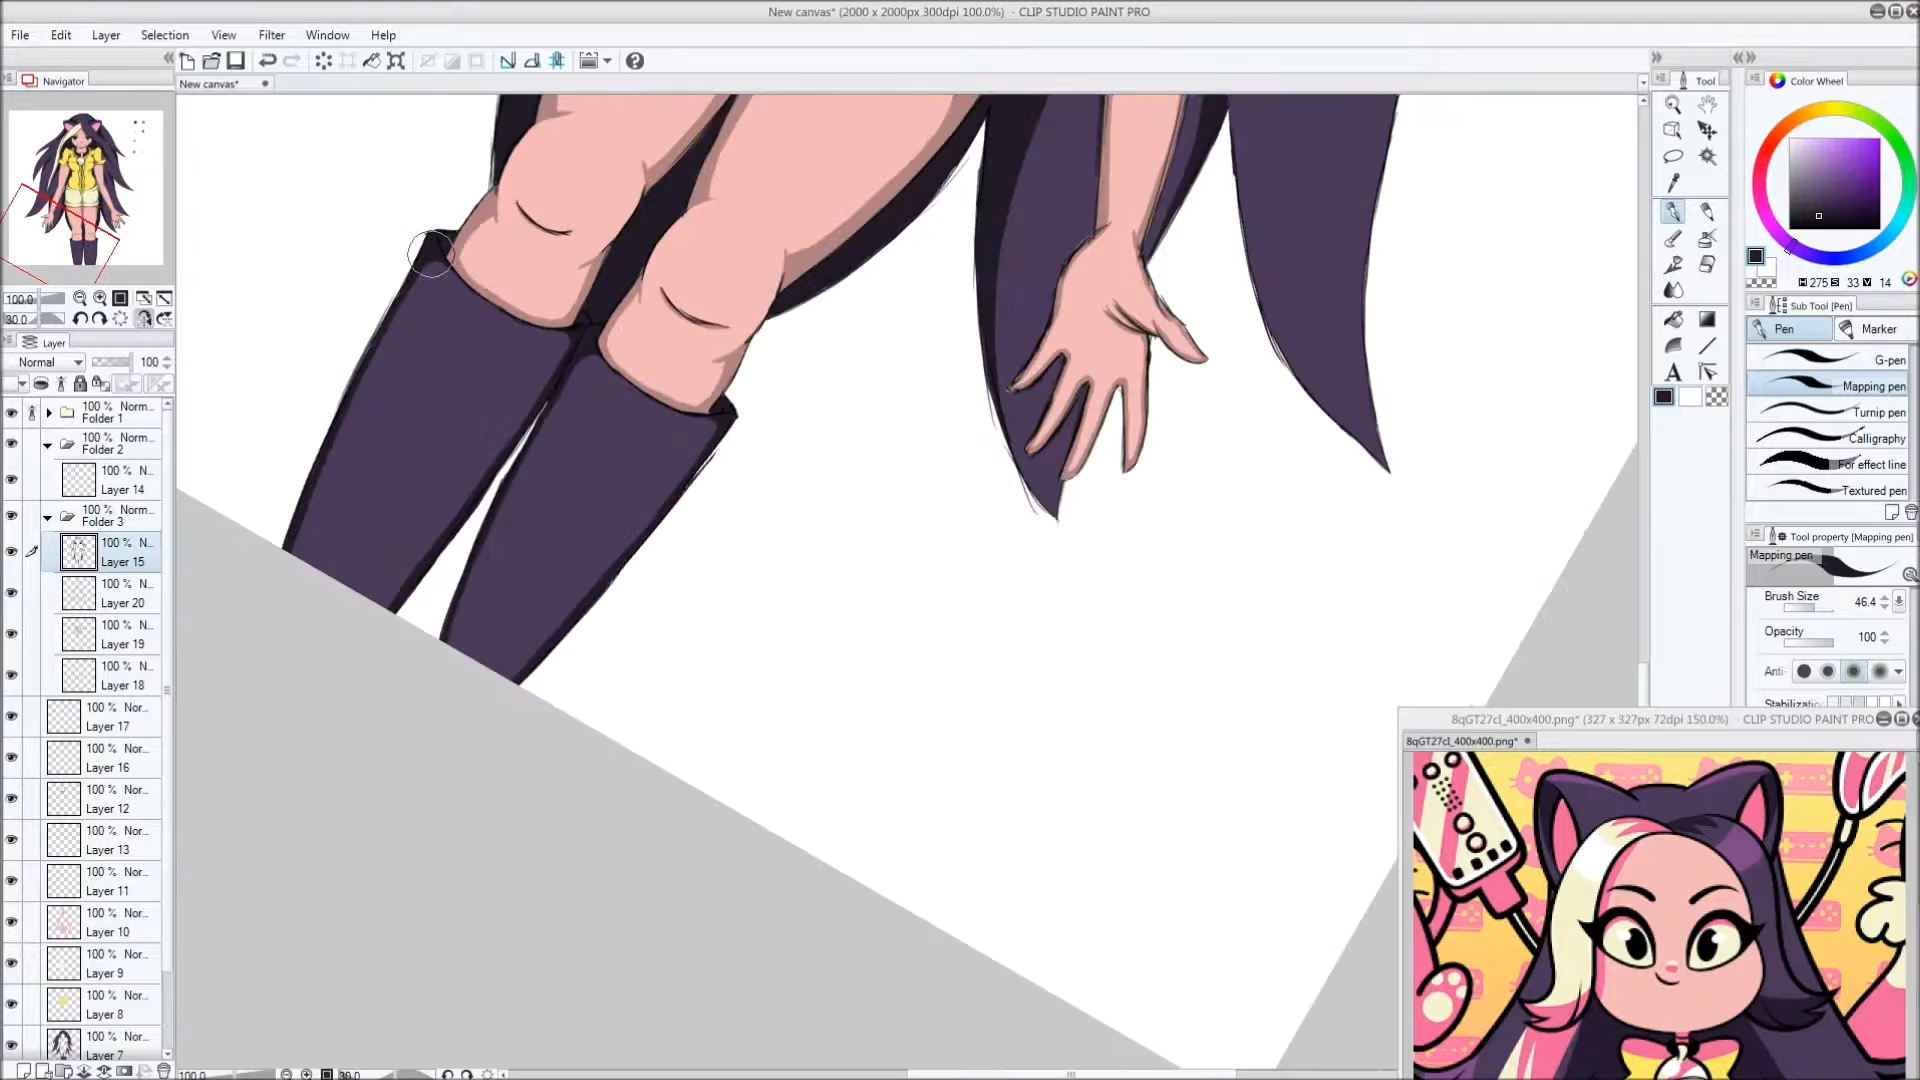 New canvas* (2000 x 2000px 300dpi 100.0%) - CLIP STUDIO PAINT PRO
File Edit Layer Selection View Filter Window Help
Navigator
New canvas*
Tool
Color Wheel
100.0
30.0
H 275 S 33 V 14
Sub Tool [Pen]
Pen
Marker
G-pen
Mapping pen
Turnip pen
Calligraphy
For effect line
Textured pen
Tool property [Mapping pen]
Mapping pen
Brush Size 46.4
Opacity 100
Anti-
Layer
Normal 100
100 % Norm...
Folder 1
100 % Norm...
Folder 2
100 % N...
Layer 14
100 % Norm...
Folder 3
100 % N...
Layer 15
100 % N...
Layer 20
100 % N...
Layer 19
100 % N...
Layer 18
100 % Nor...
Layer 17
100 % Nor...
Layer 16
100 % Nor...
Layer 12
100 % Nor...
Layer 13
100 % Nor...
Layer 11
100 % Nor...
Layer 10
100 % Nor...
Layer 9
100 % Nor...
Layer 8
100 % Nor...
Layer 7
100.0
30.0
8qGT27cI_400x400.png* (327 x 327px 72dpi 150.0%) - CLIP STUDIO PAINT PRO
8qGT27cI_400x400.png*